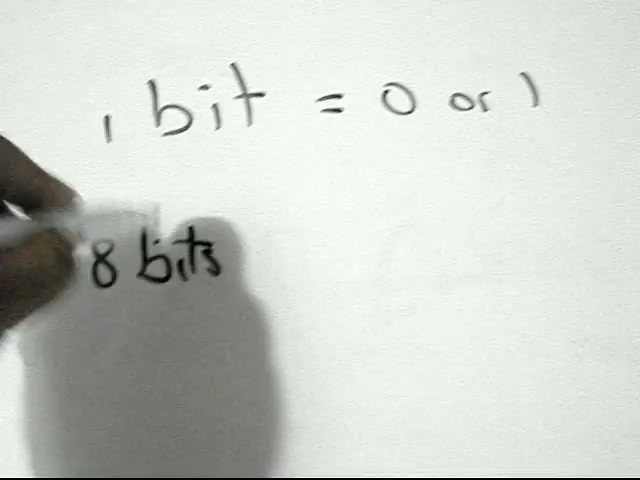 1 bit = 0 or 1
8 bits